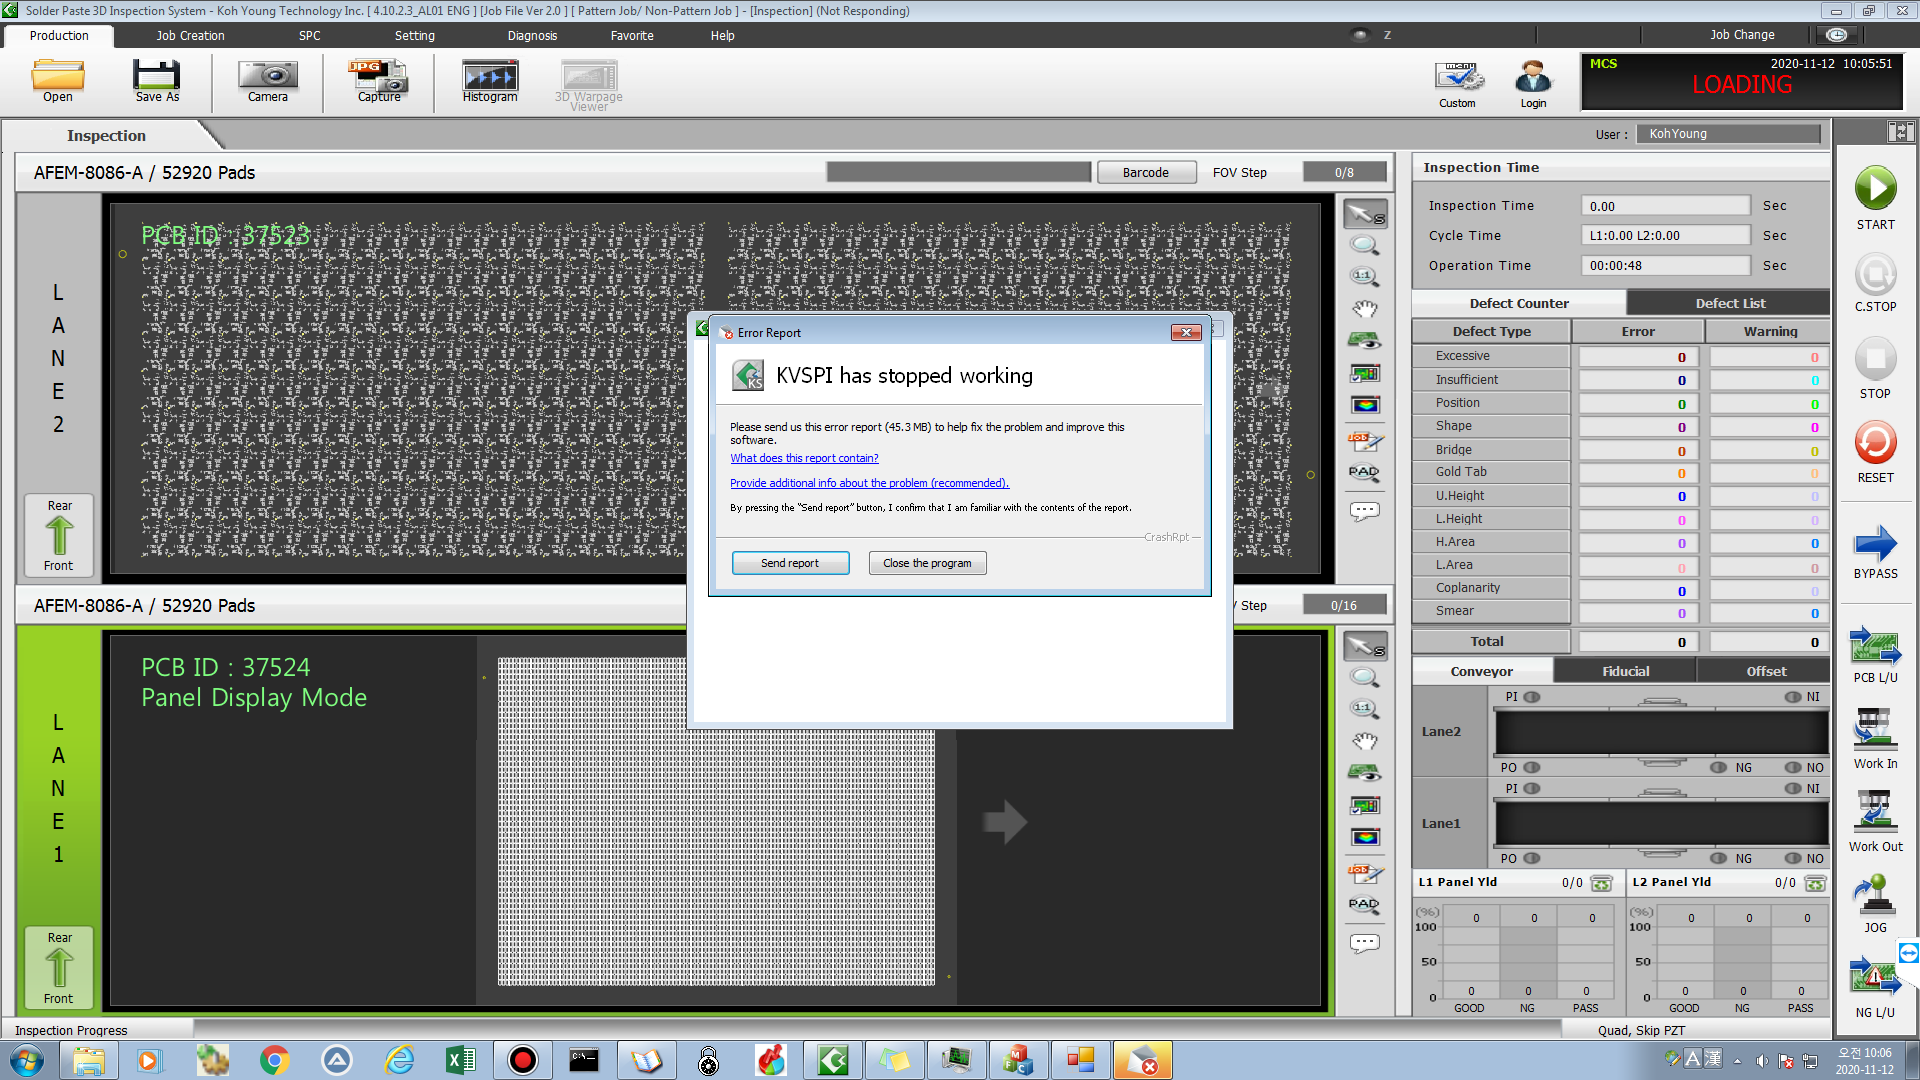 Solder Paste 3D Inspection System - Koh Young Technology Inc. [ 4.10.2.3_AL01 ENG ] [Job File Ver 2.0 ] [ Pattern Job/ Non-Pattern Job ] - [Inspection] (Not Responding)
Production Job Creation SPC Setting Diagnosis Favorite Help Z Job Change
Open Save As Camera JPG Capture Histogram 3D Warpage Viewer menu Custom Login
MCS 2020-11-12 10:05:51
LOADING
Inspection
User : KohYoung
AFEM-8086-A / 52920 Pads Barcode FOV Step 0/8
PCB ID : 37523
LANE2
Rear
Front
S
1:1
Job
PAD
Error Report
KS
KVSPI has stopped working
Please send us this error report (45.3 MB) to help fix the problem and improve this
software.
What does this report contain?
Provide additional info about the problem (recommended).
By pressing the "Send report" button, I confirm that I am familiar with the contents of the report.
CrashRpt
Send report Close the program
AFEM-8086-A / 52920 Pads Step 0/16
PCB ID : 37524
Panel Display Mode
LANE1
Rear
Front
S
1:1
Job
PAD
Inspection Progress
Quad, Skip PZT
Inspection Time
Inspection Time 0.00 Sec
Cycle Time L1:0.00 L2:0.00 Sec
Operation Time 00:00:48 Sec
Defect Counter Defect List
Defect Type Error Warning
Excessive 0 0
Insufficient 0 0
Position 0 0
Shape 0 0
Bridge 0 0
Gold Tab 0 0
U.Height 0 0
L.Height 0 0
H.Area 0 0
L.Area 0 0
Coplanarity 0 0
Smear 0 0
Total 0 0
Conveyor Fiducial Offset
PI NI
Lane2
PO NG NO
PI NI
Lane1
PO NG NO
L1 Panel Yld 0/0 L2 Panel Yld 0/0
(%) 0 0 0 (%) 0 0 0
100 100
50 50
0 0 0 0 0 0 0 0
GOOD NG PASS GOOD NG PASS
START
C.STOP
STOP
RESET
BYPASS
PCB L/U
Work In
Work Out
JOG
NG L/U
A 漢
오전 10:06
2020-11-12